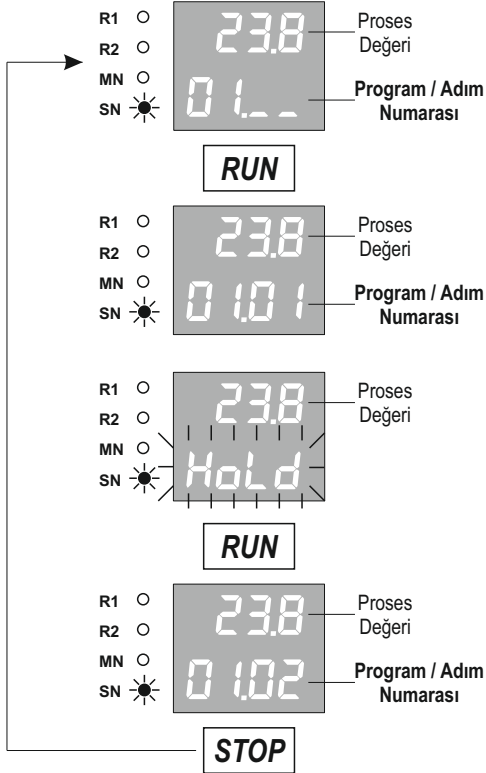 R1
23.8
Proses
Değeri
R2
MN
01._ _
Program / Adım
Numarası
SN
RUN
R1
23.8
Proses
Değeri
R2
MN
01.01
Program / Adım
Numarası
SN
R1
23.8
Proses
Değeri
R2
MN
HoLd
SN
RUN
R1
23.8
Proses
Değeri
R2
MN
01.02
Program / Adım
Numarası
SN
STOP